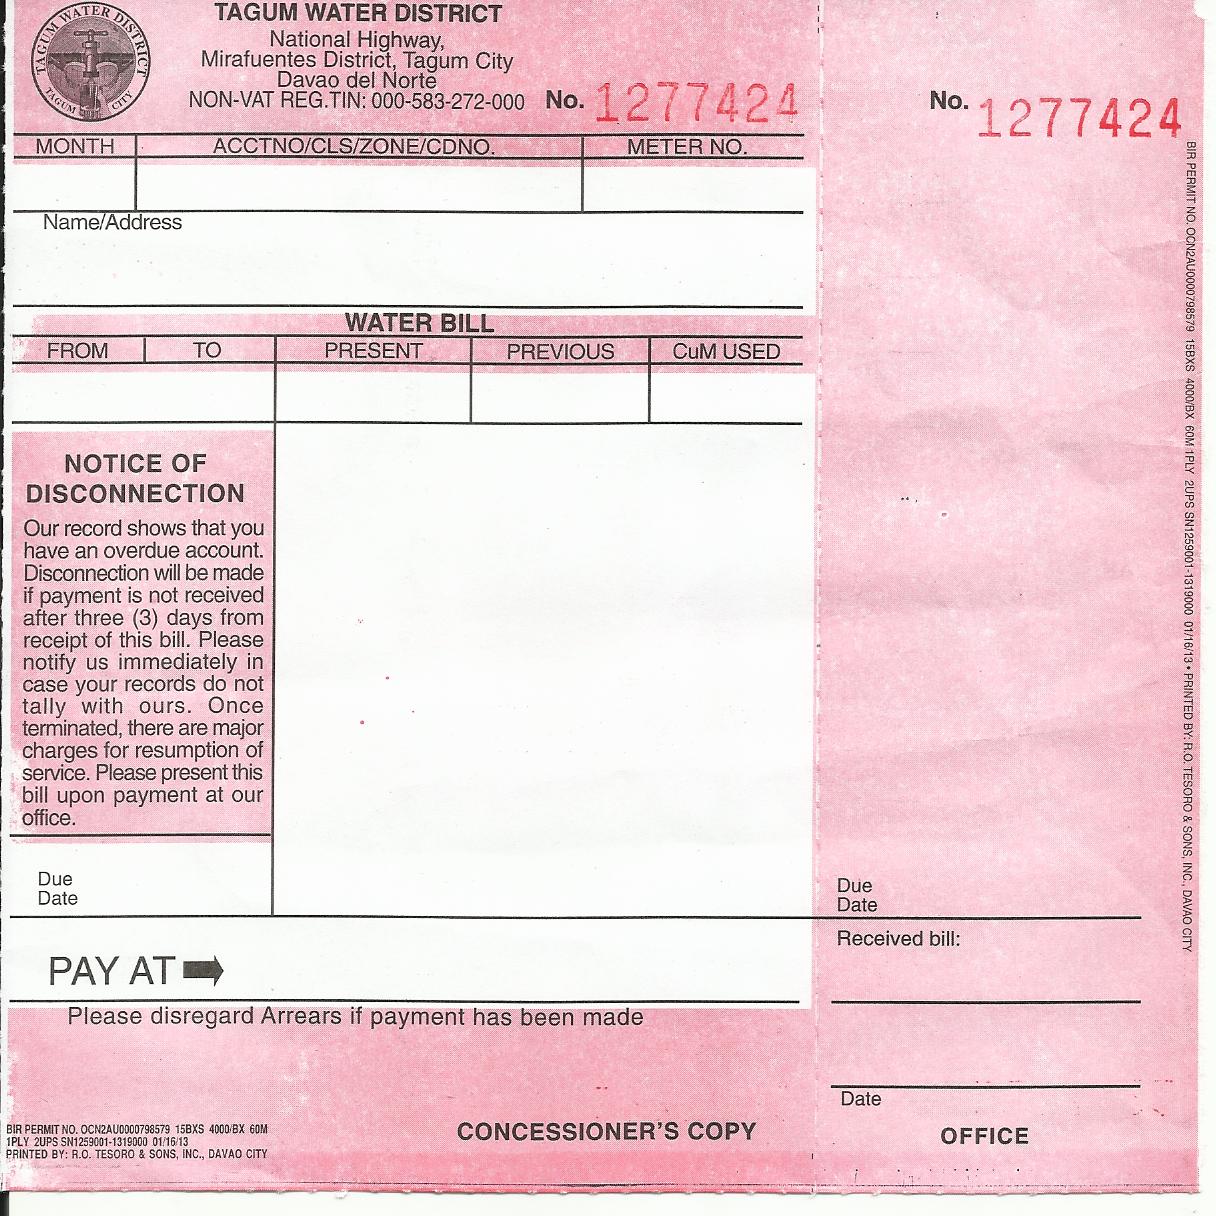 TAGUM WATER DISTRICT
TAGUM CITY
TAGUM WATER DISTRICT
National Highway,
Mirafuentes District, Tagum City
Davao del Norte
NON-VAT REG.TIN: 000-583-272-000 No. 1277424
MONTH ACCTNO/CLS/ZONE/CDNO. METER NO.
Name/Address
WATER BILL
FROM TO PRESENT PREVIOUS CuM USED
NOTICE OF
DISCONNECTION
Our record shows that you
have an overdue account.
Disconnection will be made
if payment is not received
after three (3) days from
receipt of this bill. Please
notify us immediately in
case your records do not
tally with ours. Once
terminated, there are major
charges for resumption of
service. Please present this
bill upon payment at our
office.
Due
Date
PAY AT
Please disregard Arrears if payment has been made
BIR PERMIT NO. OCN2AU0000798579 15BXS 4000/BX 60M
1PLY 2UPS SN1259001-1319000 01/16/13
PRINTED BY: R.O. TESORO & SONS, INC., DAVAO CITY
CONCESSIONER'S COPY
No. 1277424
Due
Date
Received bill:
Date
OFFICE
BIR PERMIT NO. OCN2AU0000798579 15BXS 4000/BX 60M 1PLY 2UPS SN1259001-1319000 01/16/13 • PRINTED BY: R.O. TESORO & SONS, INC., DAVAO CITY